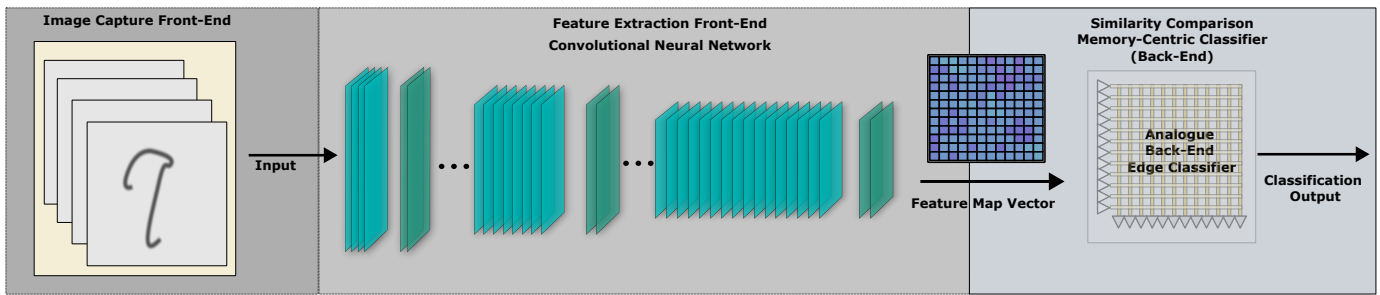 Image Capture Front-End
Input
Feature Extraction Front-End
Convolutional Neural Network
Feature Map Vector
Similarity Comparison
Memory-Centric Classifier
(Back-End)
Analogue
Back-End
Edge Classifier
Classification
Output